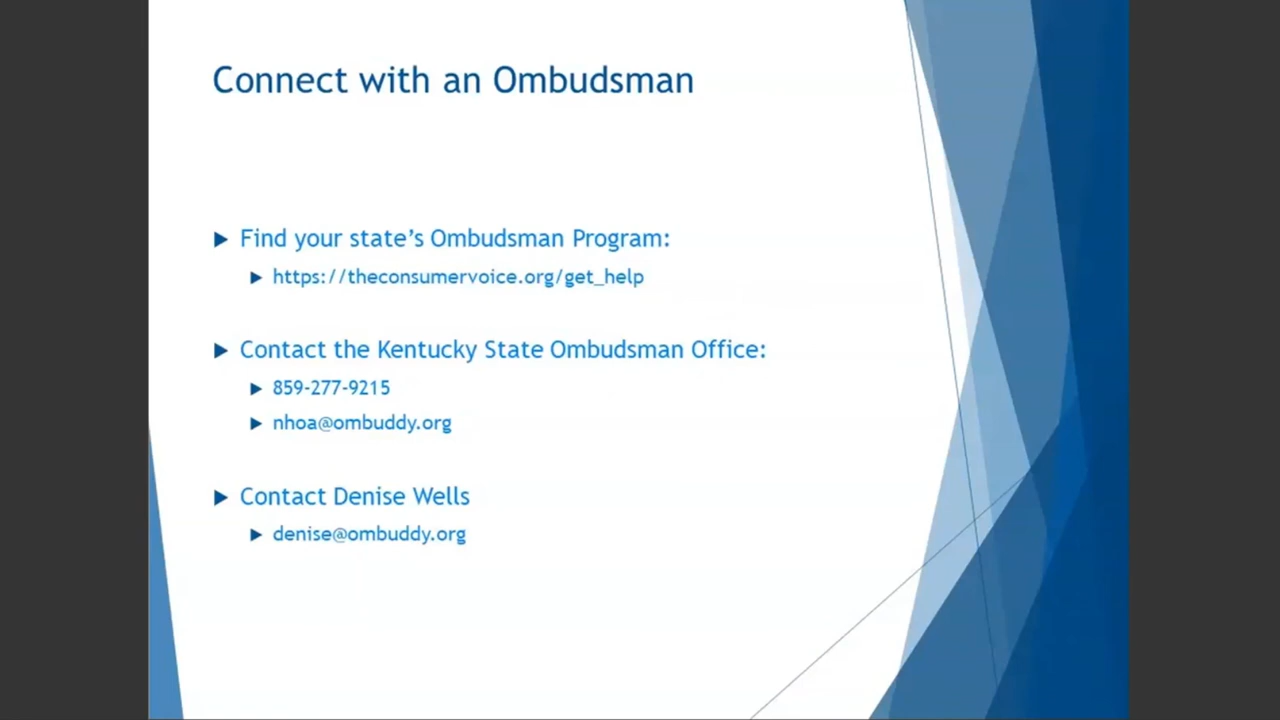 Connect with an Ombudsman
Find your state’s Ombudsman Program:
https://theconsumervoice.org/get_help
Contact the Kentucky State Ombudsman Office:
859-277-9215
nhoa@ombuddy.org
Contact Denise Wells
denise@ombuddy.org